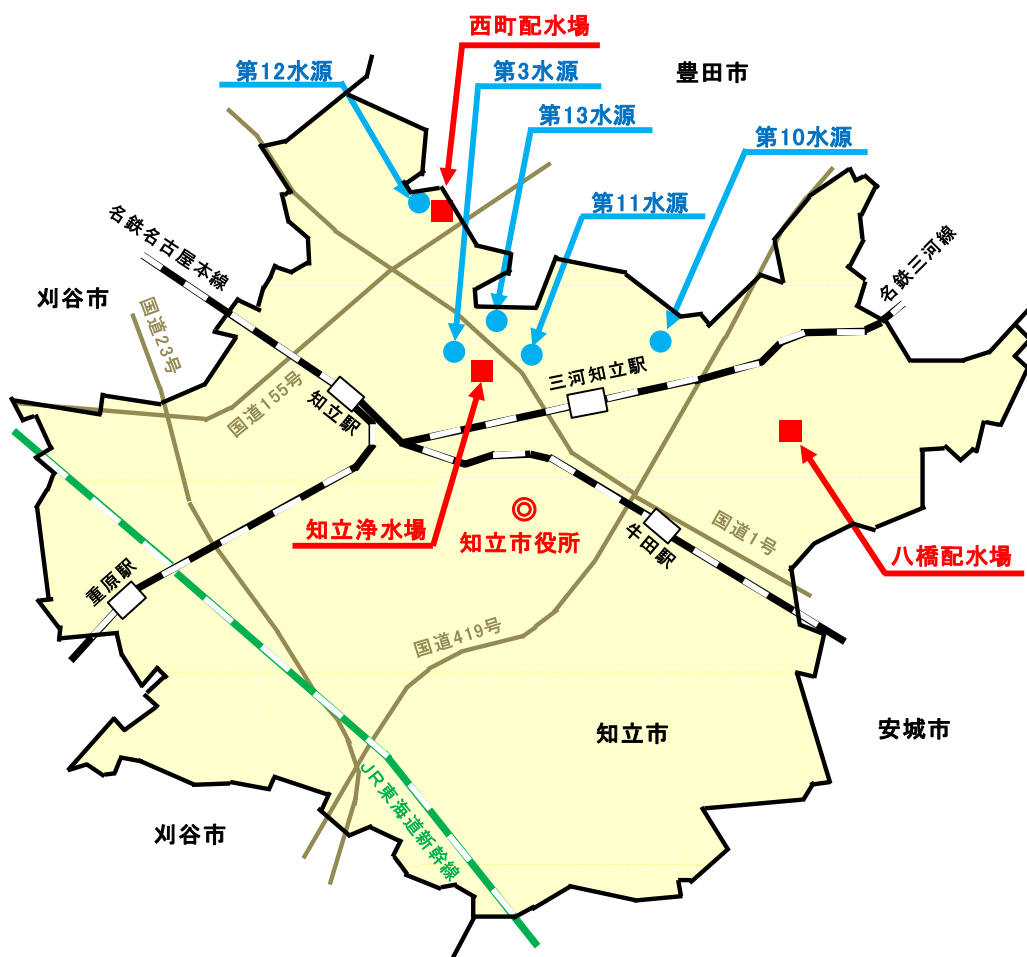 西町配水場
第12水源
第3水源
豊田市
第13水源
第10水源
第11水源
名鉄名古屋本線
名鉄三河線
刈谷市
国道23号
三河知立駅
国道155号
知立駅
知立浄水場
知立市役所
国道1号
牛田駅
八橋配水場
重原駅
国道419号
知立市
安城市
JR東海道新幹線
刈谷市